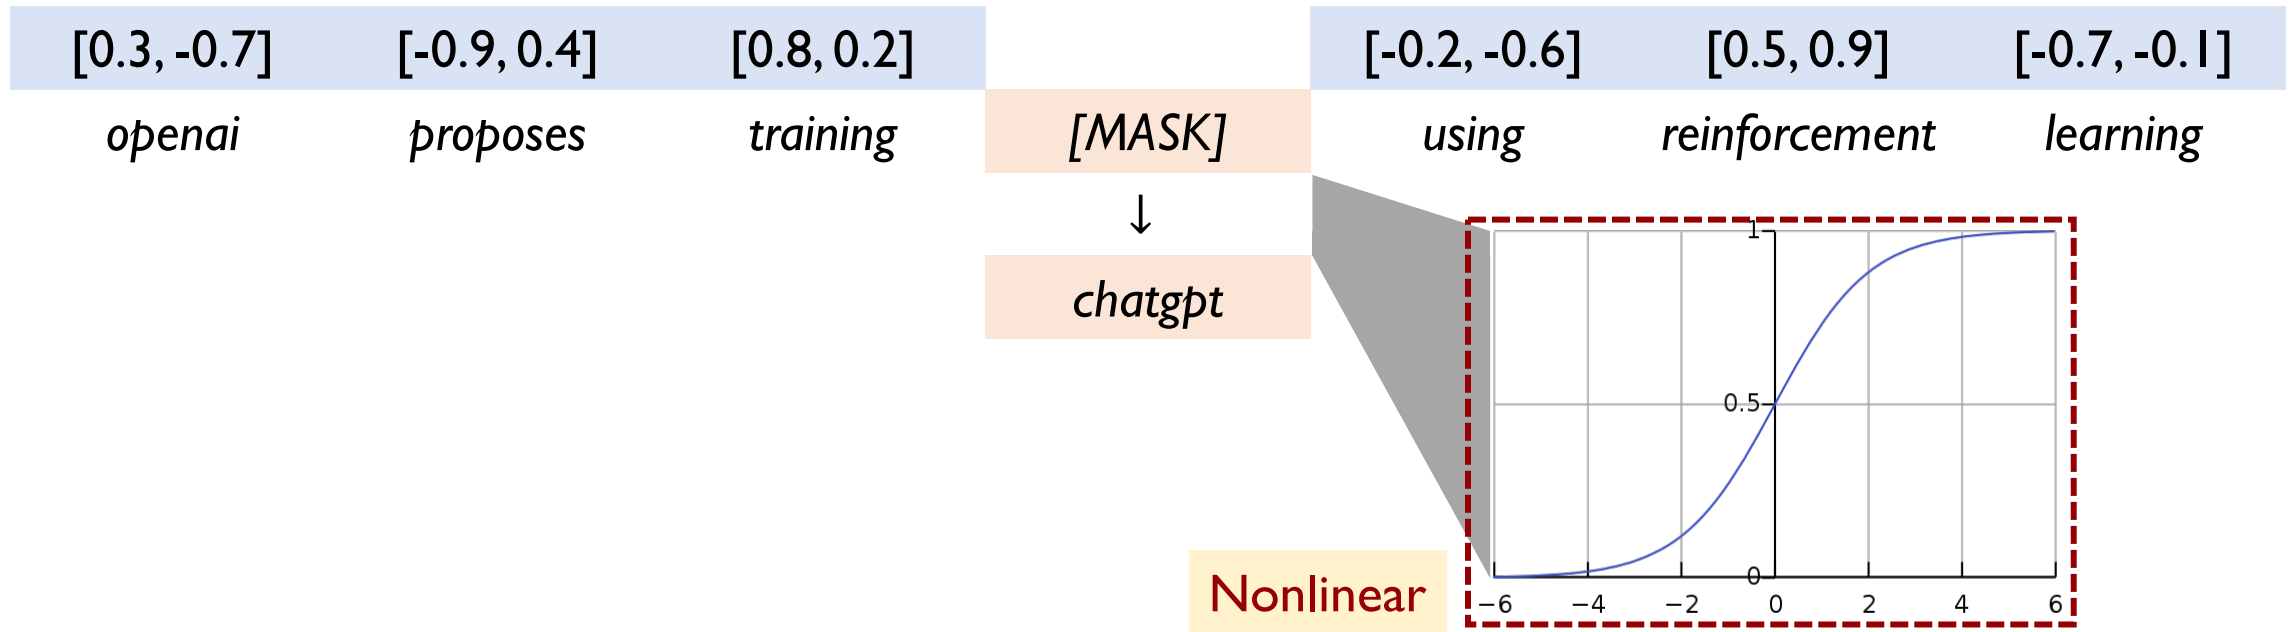 [0.3, -0.7] [-0.9, 0.4] [0.8, 0.2] [-0.2, -0.6] [0.5, 0.9] [-0.7, -0.1]
openai proposes training [MASK] using reinforcement learning
↓
chatgpt
1
0.5
0
−6 −4 −2 0 2 4 6
Nonlinear